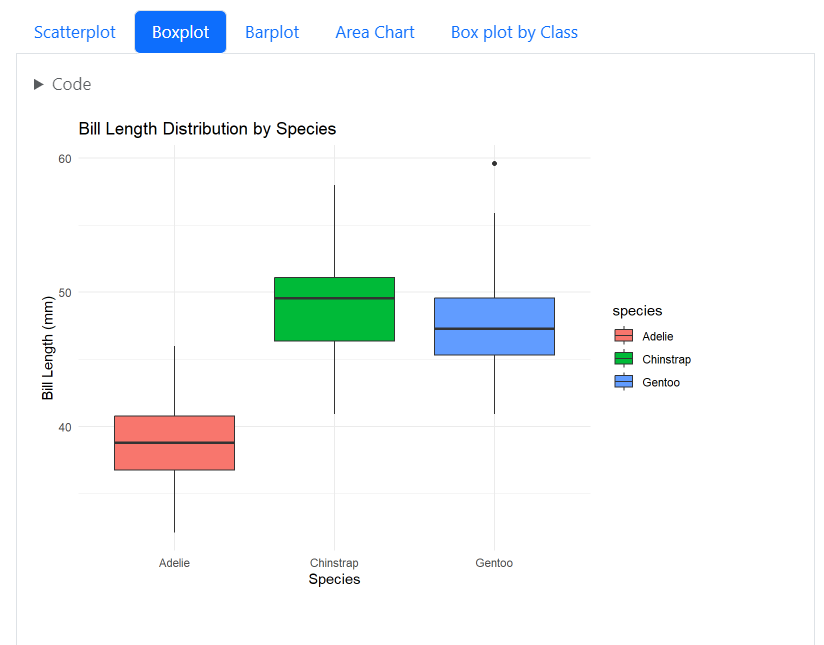 Scatterplot Boxplot Barplot Area Chart Box plot by Class
Code
Bill Length Distribution by Species
60
50
40
Bill Length (mm)
Adelie Chinstrap Gentoo
Species
species
Adelie
Chinstrap
Gentoo